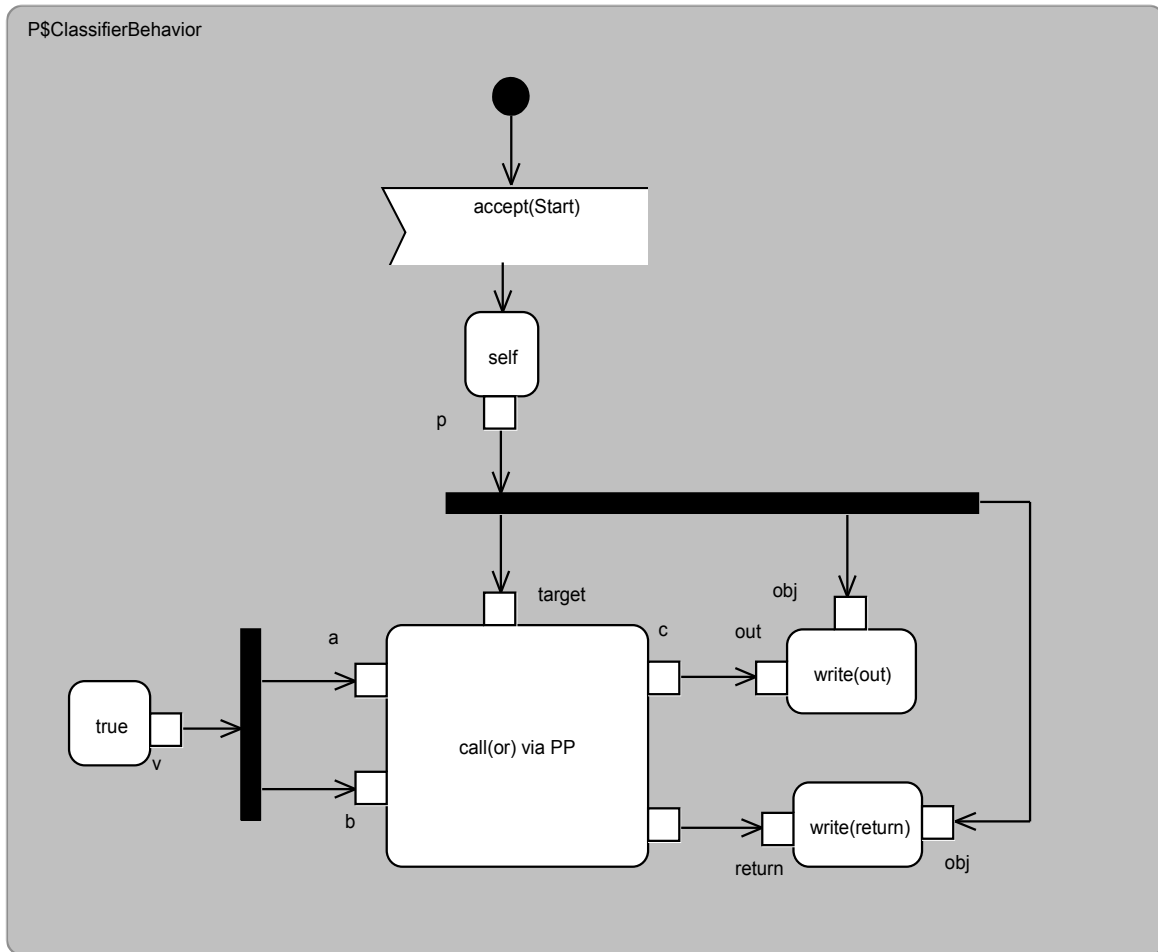 P$ClassifierBehavior
accept(Start)
self
p
target
obj
a
c
out
true
v
write(out)
call(or) via PP
b
write(return)
return
obj